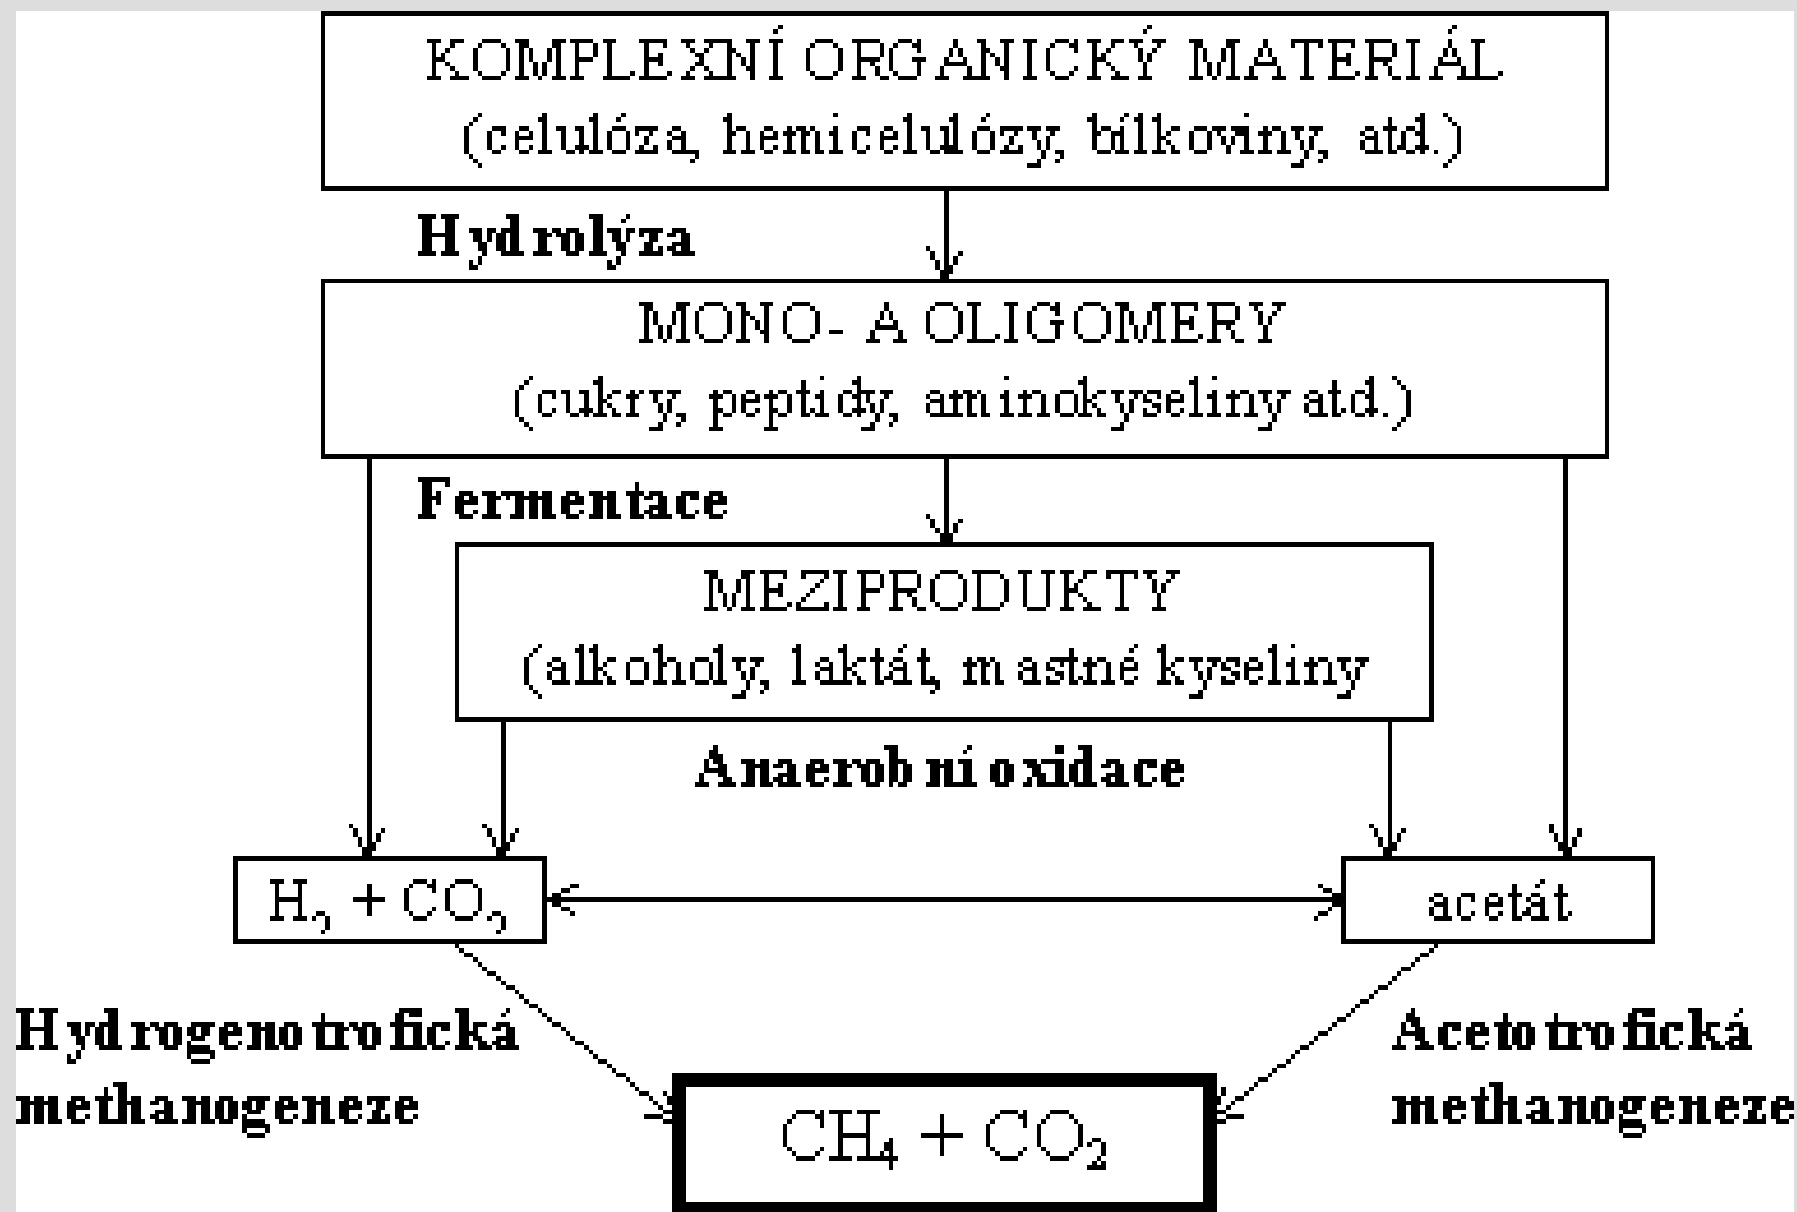 KOMPLEXNÍ ORGANICKÝ MATERIÁL
(celulóza, hemicelulózy, bílkoviny, atd.)
Hydrolýza
MONO- A OLIGOMERY
(cukry, peptidy, aminokyseliny atd.)
Fermentace
MEZIPRODUKTY
(alkoholy, laktát, mastné kyseliny
Anaerobní oxidace
H₂ + CO₂
acetát
Hydrogenotrofická
methanogeneze
Acetotrofická
methanogeneze
CH₄ + CO₂